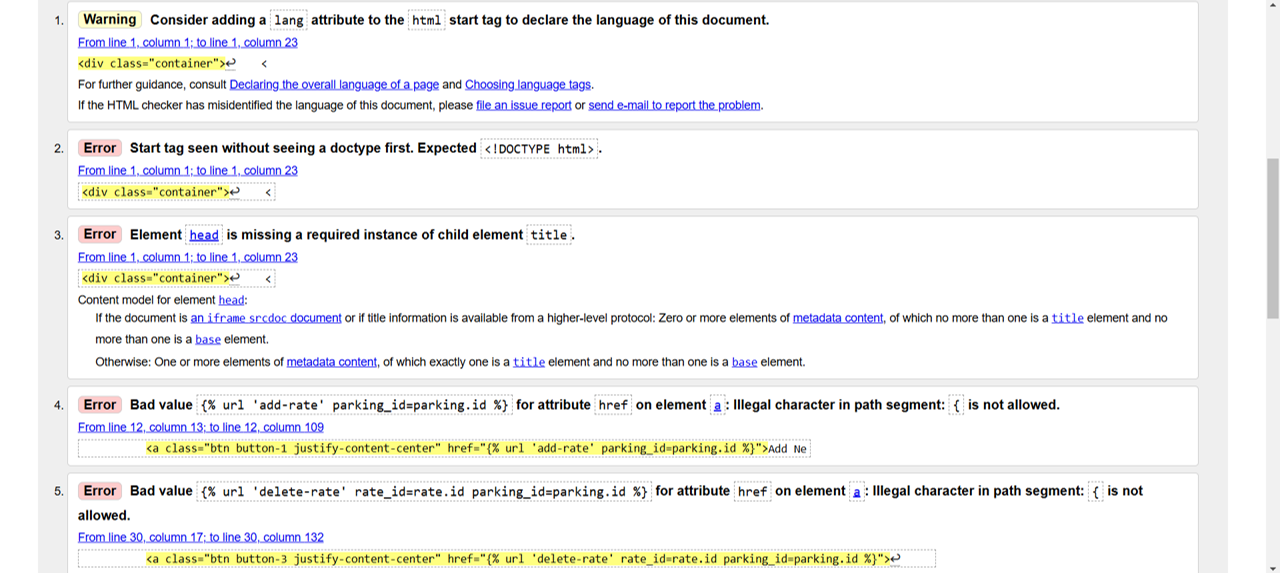 1. Warning Consider adding a lang attribute to the html start tag to declare the language of this document.
From line 1, column 1; to line 1, column 23
<div class="container">↩    <
For further guidance, consult Declaring the overall language of a page and Choosing language tags.
If the HTML checker has misidentified the language of this document, please file an issue report or send e-mail to report the problem.
2. Error Start tag seen without seeing a doctype first. Expected <!DOCTYPE html>.
From line 1, column 1; to line 1, column 23
<div class="container">↩    <
3. Error Element head is missing a required instance of child element title.
From line 1, column 1; to line 1, column 23
<div class="container">↩    <
Content model for element head:
If the document is an iframe srcdoc document or if title information is available from a higher-level protocol: Zero or more elements of metadata content, of which no more than one is a title element and no
more than one is a base element.
Otherwise: One or more elements of metadata content, of which exactly one is a title element and no more than one is a base element.
4. Error Bad value {% url 'add-rate' parking_id=parking.id %} for attribute href on element a: Illegal character in path segment: { is not allowed.
From line 12, column 13; to line 12, column 109
<a class="btn button-1 justify-content-center" href="{% url 'add-rate' parking_id=parking.id %}">Add Ne
5. Error Bad value {% url 'delete-rate' rate_id=rate.id parking_id=parking.id %} for attribute href on element a: Illegal character in path segment: { is not
allowed.
From line 30, column 17; to line 30, column 132
<a class="btn button-3 justify-content-center" href="{% url 'delete-rate' rate_id=rate.id parking_id=parking.id %}">↩